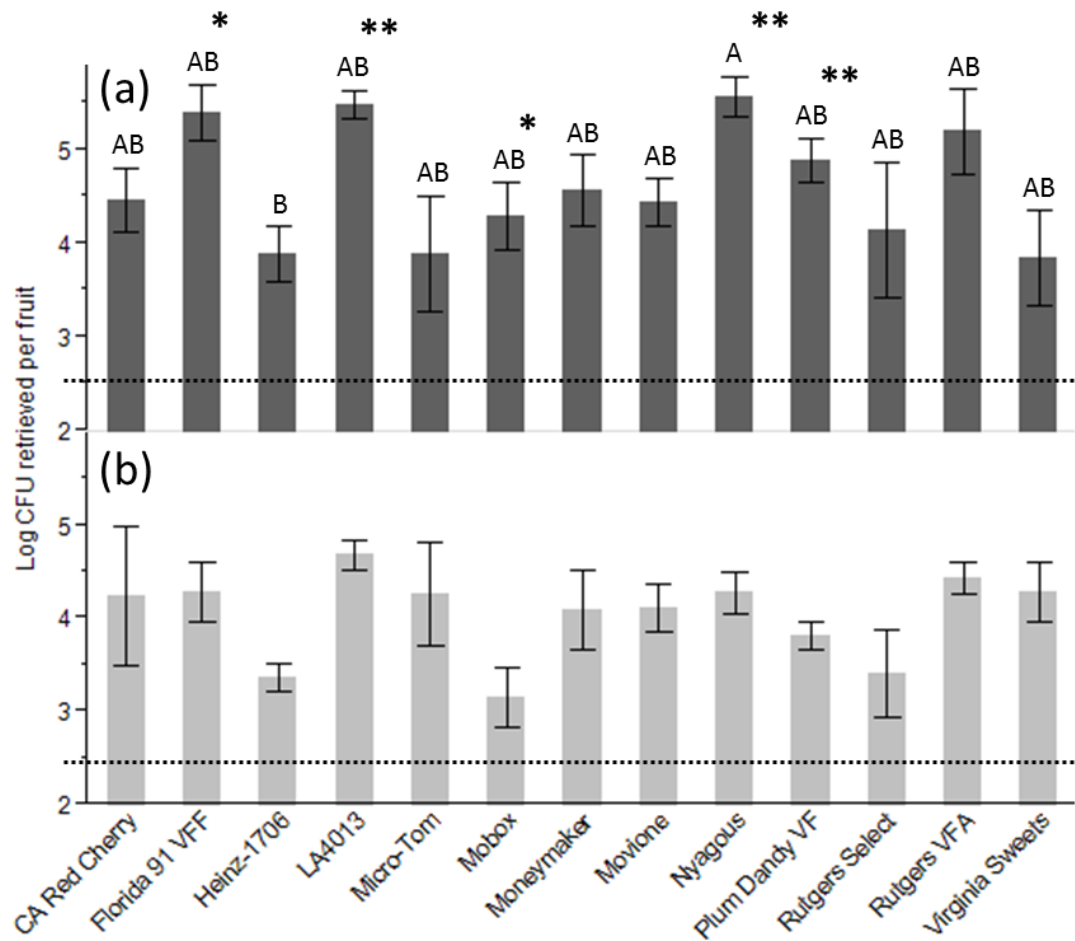 * ** **
(a) AB AB A AB
** 
AB * AB AB
AB AB AB AB AB
B
5
4
3
2
Log CFU retrieved per fruit
(b)
5
4
3
2
CA Red Cherry
Florida 91 VFF
Heinz-1706
LA4013
Micro-Tom
Mobox
Moneymaker
Movione
Nyagous
Plum Dandy VF
Rutgers Select
Rutgers VFA
Virginia Sweets